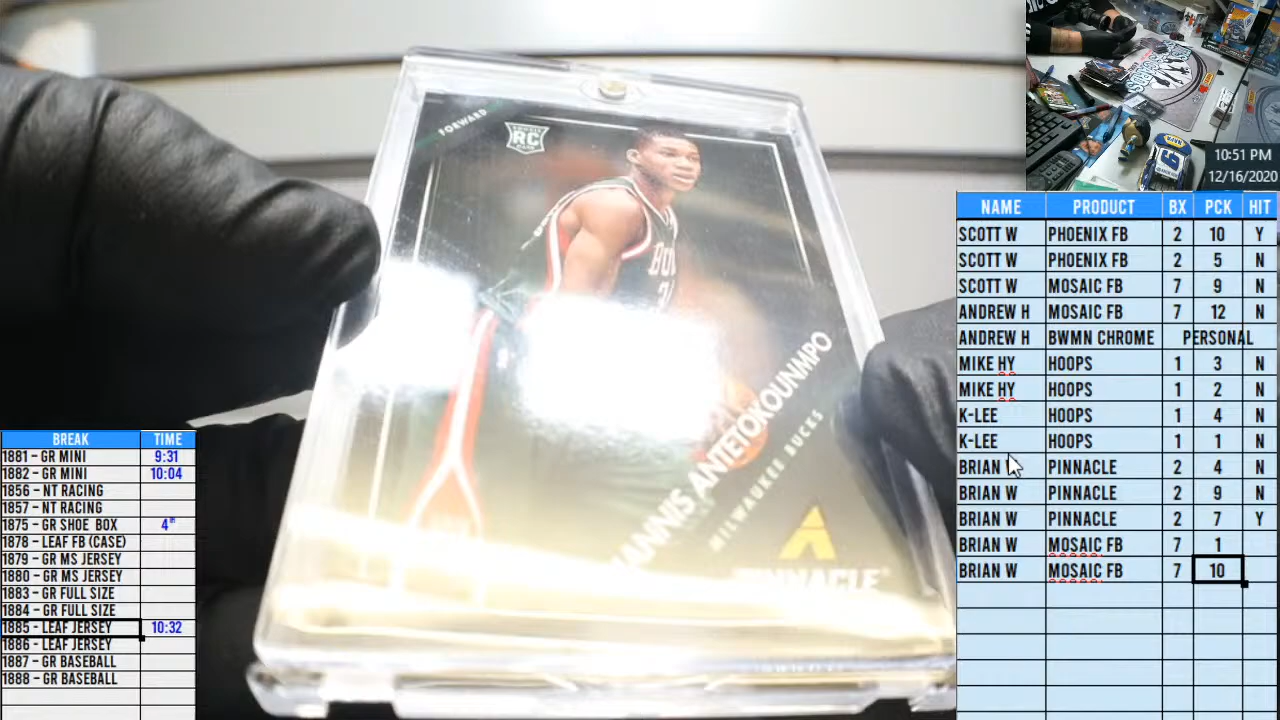 FORWARD
RC
BU
ANNIS ANTETOKOUNMPO
MILWAUKEE BUCKS
PINNACLE
10:51 PM
12/16/2020
NAME PRODUCT BX PCK HIT
SCOTT W PHOENIX FB 2 10 Y
SCOTT W PHOENIX FB 2 5 N
SCOTT W MOSAIC FB 7 9 N
ANDREW H MOSAIC FB 7 12 N
ANDREW H BWMN CHROME PERSONAL
MIKE HY HOOPS 1 3 N
MIKE HY HOOPS 1 2 N
K-LEE HOOPS 1 4 N
K-LEE HOOPS 1 1 N
BRIAN W PINNACLE 2 4 N
BRIAN W PINNACLE 2 9 N
BRIAN W PINNACLE 2 7 Y
BRIAN W MOSAIC FB 7 1
BRIAN W MOSAIC FB 7 10
BREAK TIME
1881 - GR MINI 9:31
1882 - GR MINI 10:04
1856 - NT RACING
1857 - NT RACING
1875 - GR SHOE BOX 4th
1878 - LEAF FB (CASE)
1879 - GR MS JERSEY
1880 - GR MS JERSEY
1883 - GR FULL SIZE
1884 - GR FULL SIZE
1885 - LEAF JERSEY 10:32
1886 - LEAF JERSEY
1887 - GR BASEBALL
1888 - GR BASEBALL